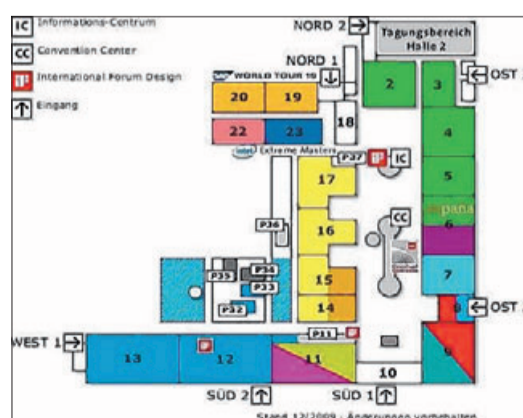 IC Informations-Centrum
CC Convention Center
International Forum Design
Eingang
NORD 2
Tagungsbereich
Halle 2
NORD 1
SAP WORLD TOUR 10
OST
2
3
20
19
18
4
22
23
intel Extreme Masters
P37
IC
17
5
P36
CC
16
6
P35
P34
P33
P32
15
7
14
OST
P11
WEST 1
13
12
11
10
9
SÜD 2
SÜD 1
Stand 12/2009 - Änderungen vorbehalten